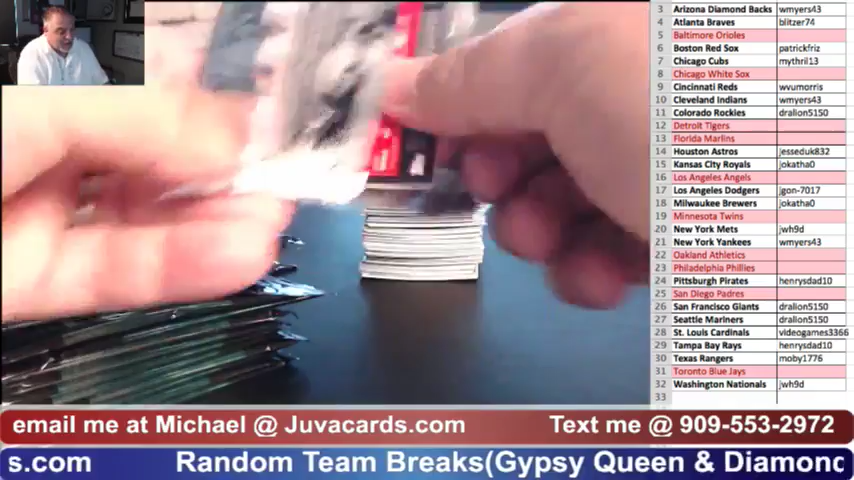 3 Arizona Diamond Backs wmyers43
4 Atlanta Braves blitzer74
5 Baltimore Orioles
6 Boston Red Sox patrickfriz
7 Chicago Cubs mythril13
8 Chicago White Sox
9 Cincinnati Reds wvumorris
10 Cleveland Indians wmyers43
11 Colorado Rockies dralion5150
12 Detroit Tigers
13 Florida Marlins
14 Houston Astros jesseduk832
15 Kansas City Royals jokatha0
16 Los Angeles Angels
17 Los Angeles Dodgers jgon-7017
18 Milwaukee Brewers jokatha0
19 Minnesota Twins
20 New York Mets jwh9d
21 New York Yankees wmyers43
22 Oakland Athletics
23 Philadelphia Phillies
24 Pittsburgh Pirates henrysdad10
25 San Diego Padres
26 San Francisco Giants dralion5150
27 Seattle Mariners dralion5150
28 St. Louis Cardinals videogames3366
29 Tampa Bay Rays henrysdad10
30 Texas Rangers moby1776
31 Toronto Blue Jays
32 Washington Nationals jwh9d
33
email me at Michael @ Juvacards.com Text me @ 909-553-2972
s.com Random Team Breaks(Gypsy Queen & Diamond